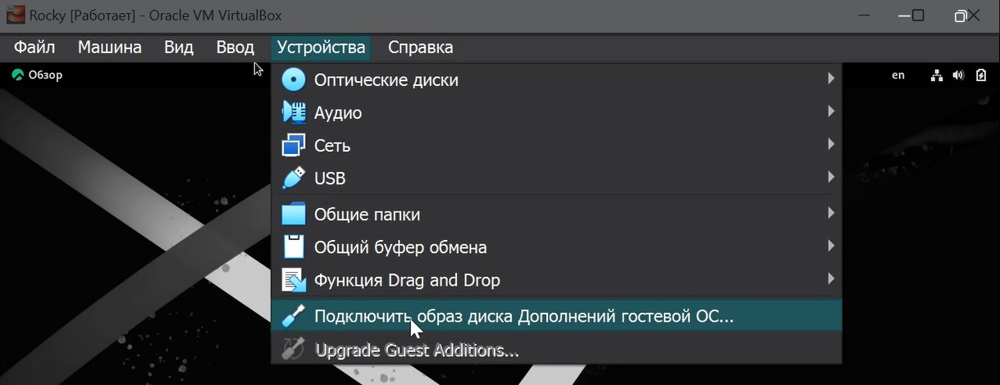 Rocky [Работает] - Oracle VM VirtualBox
Файл Машина Вид Ввод Устройства Справка
Обзор
en
Оптические диски
Аудио
Сеть
USB
Общие папки
Общий буфер обмена
Функция Drag and Drop
Подключить образ диска Дополнений гостевой ОС...
Upgrade Guest Additions...